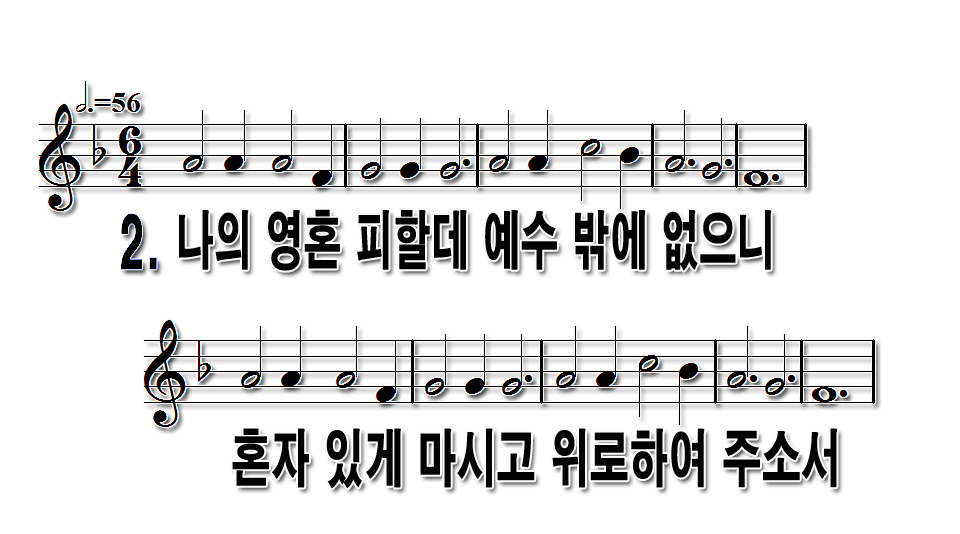 ♩.=56
6
4
2. 나의 영혼 피할데 예수 밖에 없으니
혼자 있게 마시고 위로하여 주소서